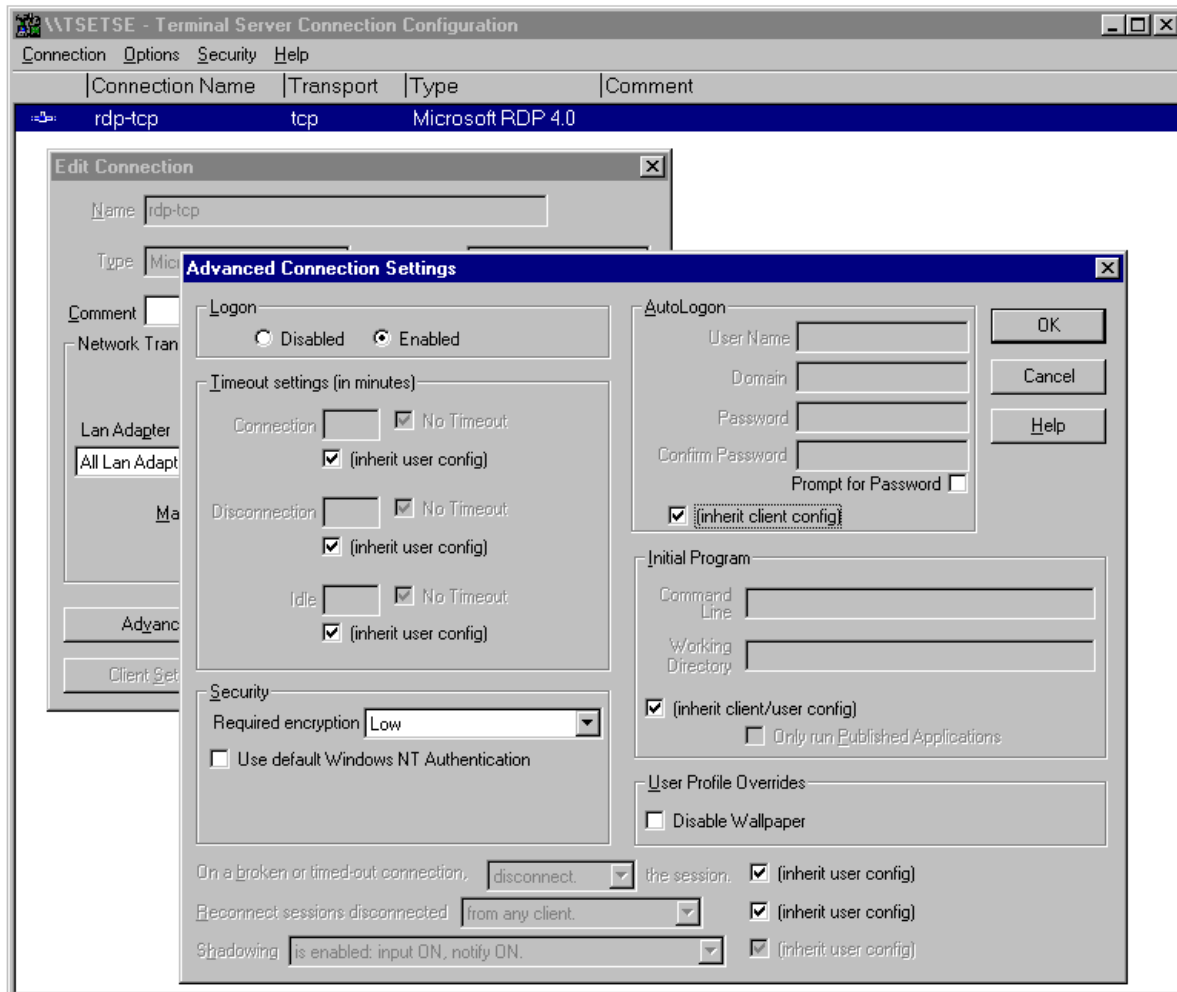 \\TSETSE - Terminal Server Connection Configuration
Connection Options Security Help
Connection Name Transport Type Comment
rdp-tcp tcp Microsoft RDP 4.0
Edit Connection
Name rdp-tcp
Type
Comment
Network Tran
Lan Adapter
All Lan Adapt
Ma
Advanc
Client Set
Advanced Connection Settings
Logon
Disabled Enabled
Timeout settings (in minutes)
Connection No Timeout
(inherit user config)
Disconnection No Timeout
(inherit user config)
Idle No Timeout
(inherit user config)
Security
Required encryption Low
Use default Windows NT Authentication
AutoLogon
User Name
Domain
Password
Confirm Password
Prompt for Password
(inherit client config)
OK
Cancel
Help
Initial Program
Command
Line
Working
Directory
(inherit client/user config)
Only run Published Applications
User Profile Overrides
Disable Wallpaper
On a broken or timed-out connection, disconnect. the session. (inherit user config)
Reconnect sessions disconnected from any client. (inherit user config)
Shadowing is enabled: input ON, notify ON. (inherit user config)